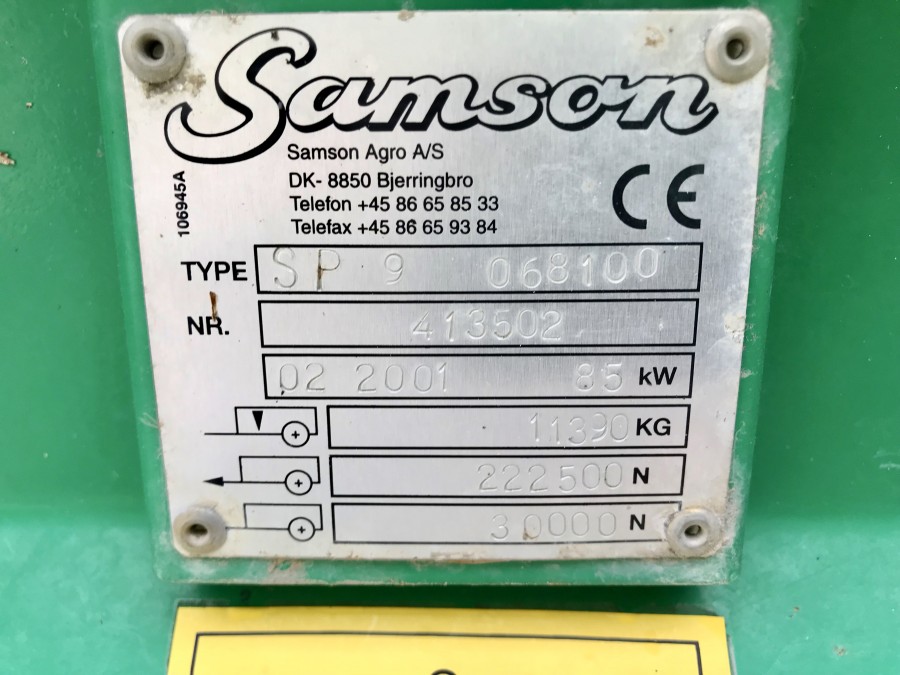 Samson
Samson Agro A/S
DK- 8850 Bjerringbro
Telefon +45 86 65 85 33
Telefax +45 86 65 93 84
CE
106945A
TYPE SP 9 068100
NR. 413502
02 2001 85 kW
11390 KG
222500 N
30000 N